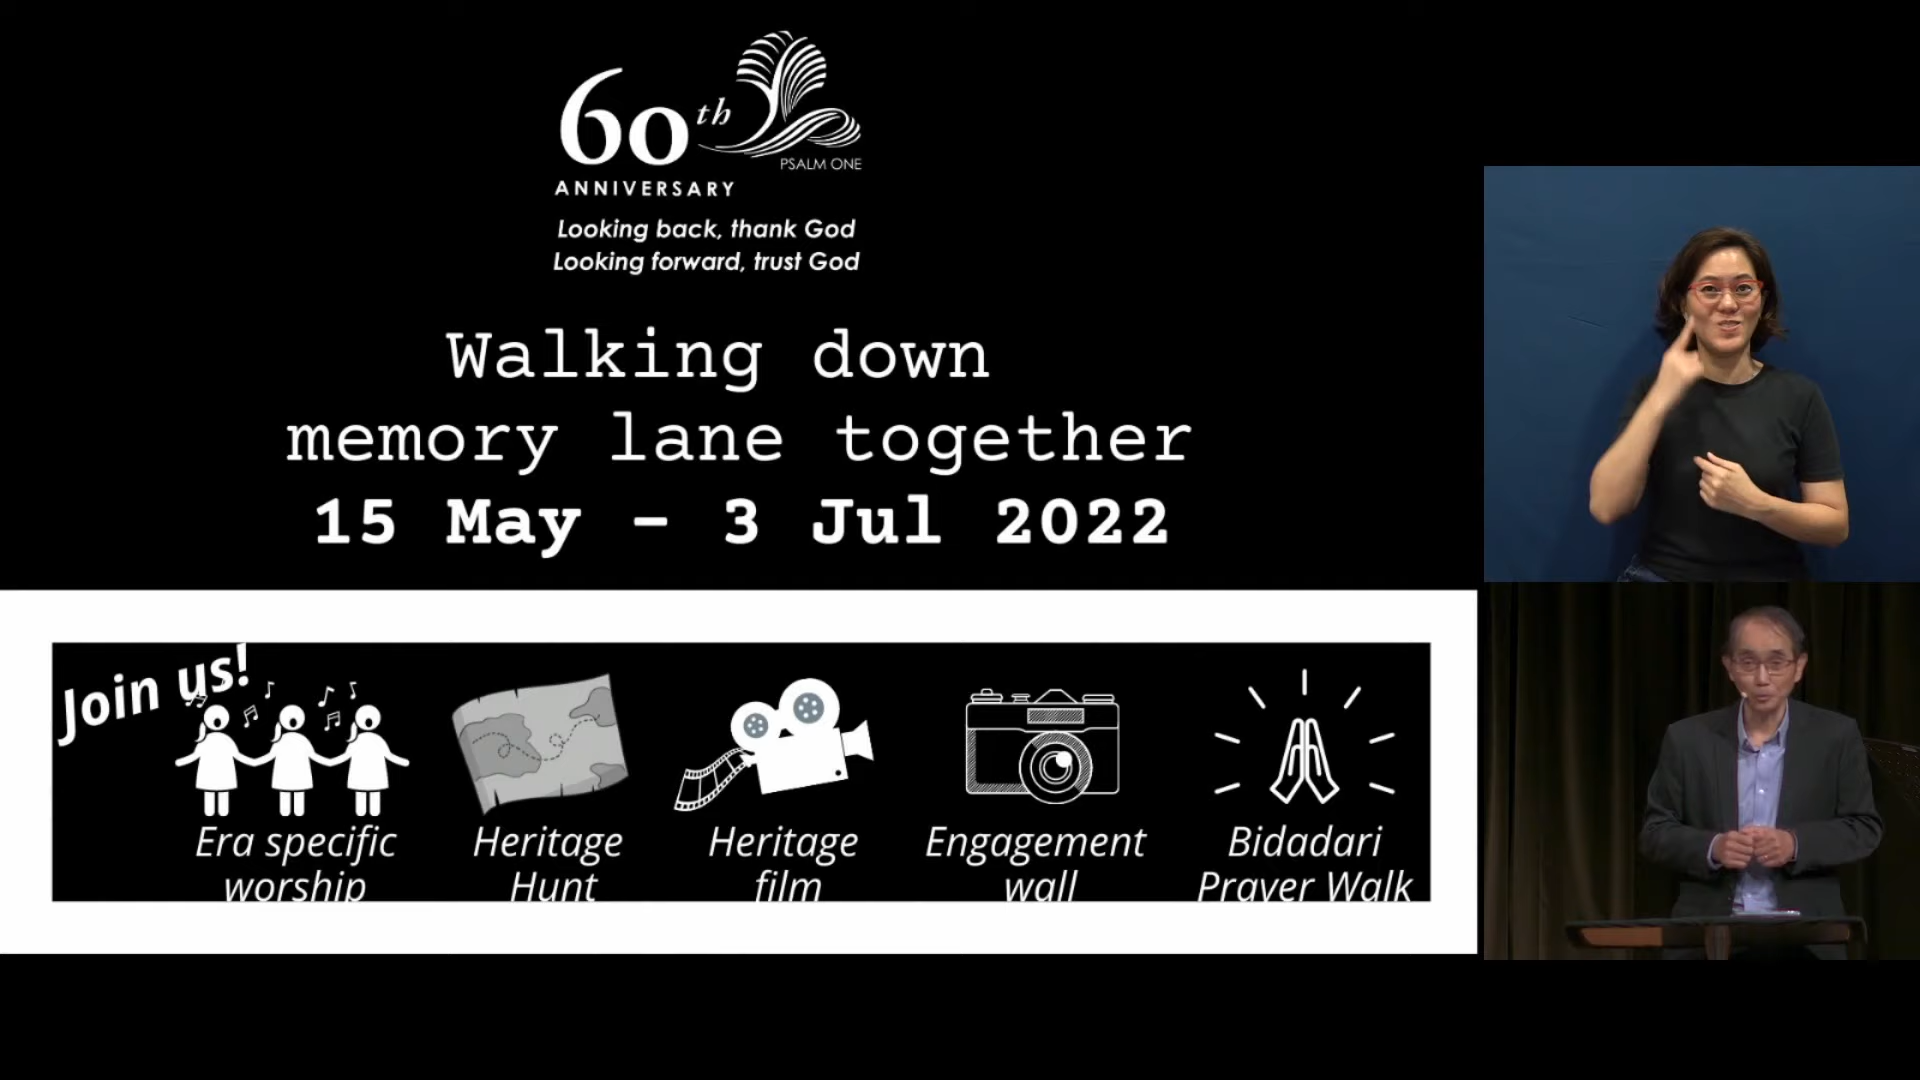 60th
PSALM ONE
ANNIVERSARY
Looking back, thank God
Looking forward, trust God
Walking down
memory lane together
15 May - 3 Jul 2022
Join us!
Era specific
worship
Heritage
Hunt
Heritage
film
Engagement
wall
Bidadari
Prayer Walk